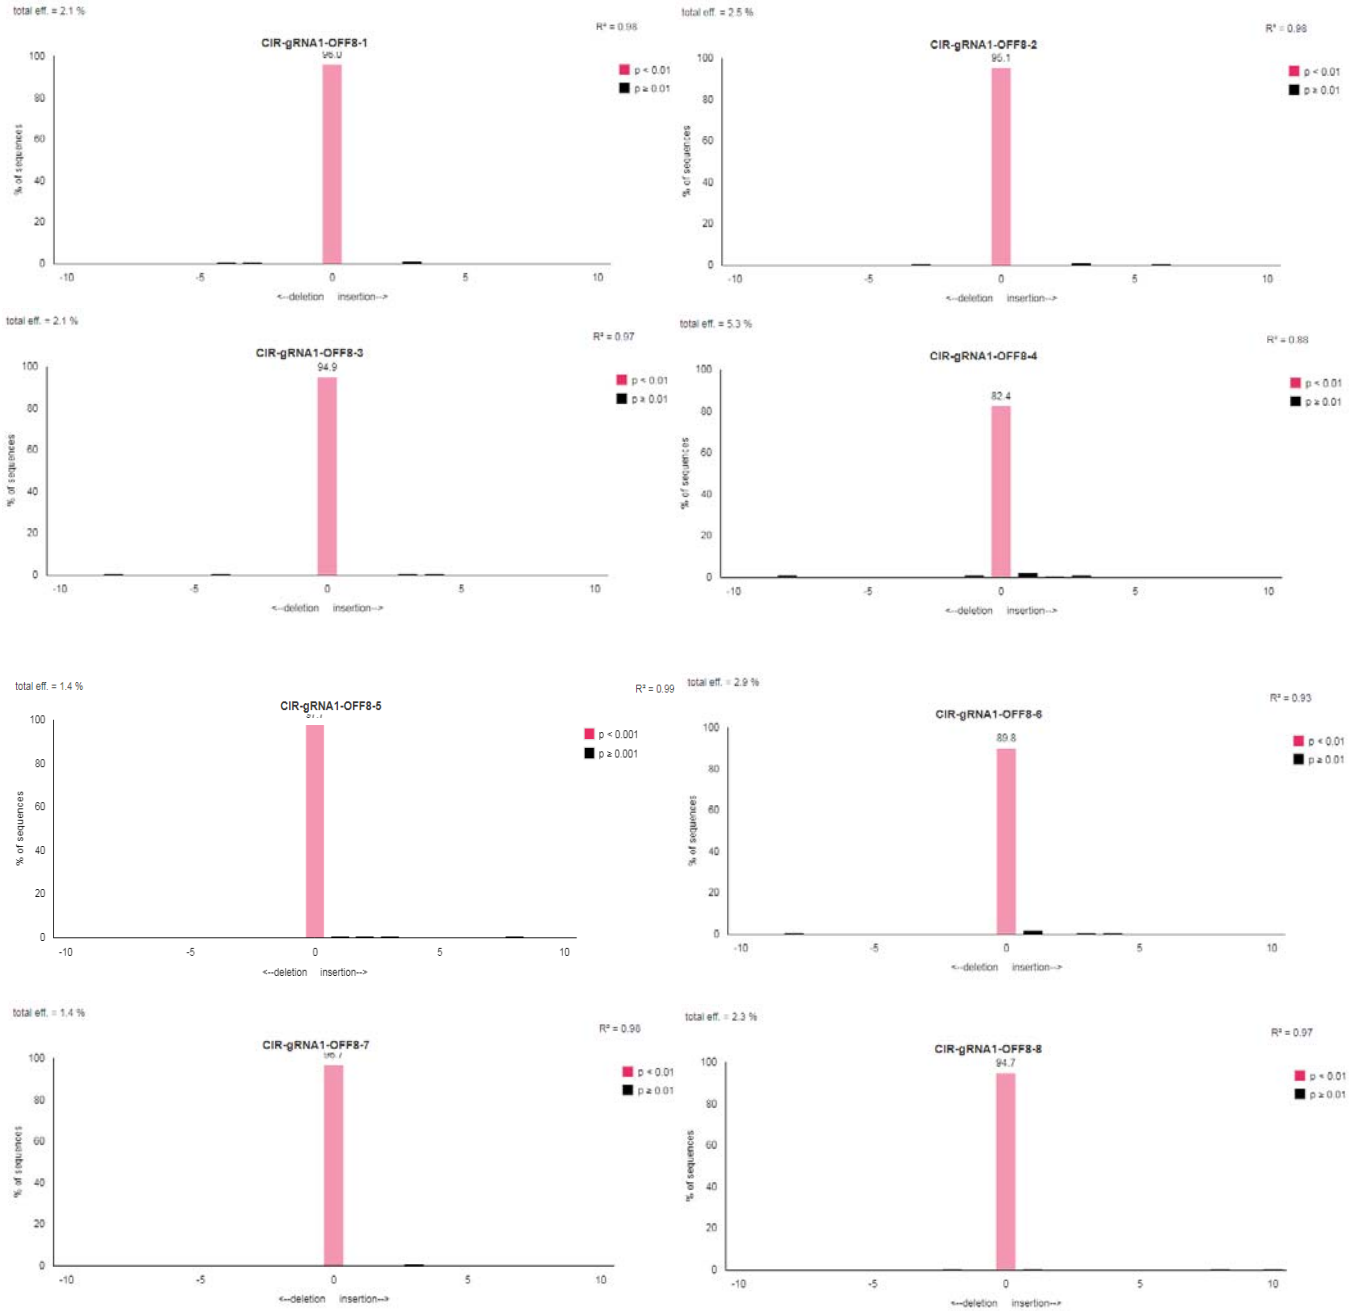 total eff. = 2.1 %
R² = 0.98
CIR-gRNA1-OFF8-1
96.0
p < 0.01
p ≥ 0.01
% of sequences
100
80
60
40
20
0
-10 -5 0 5 10
<--deletion insertion-->
total eff. = 2.5 %
R² = 0.98
CIR-gRNA1-OFF8-2
95.1
p < 0.01
p ≥ 0.01
% of sequences
100
80
60
40
20
0
-10 -5 0 5 10
<--deletion insertion-->
total eff. = 2.1 %
R² = 0.97
CIR-gRNA1-OFF8-3
94.9
p < 0.01
p ≥ 0.01
% of sequences
100
80
60
40
20
0
-10 -5 0 5 10
<--deletion insertion-->
total eff. = 5.3 %
R² = 0.88
CIR-gRNA1-OFF8-4
82.4
p < 0.01
p ≥ 0.01
% of sequences
100
80
60
40
20
0
-10 -5 0 5 10
<--deletion insertion-->
total eff. = 1.4 %
R² = 0.99
CIR-gRNA1-OFF8-5
p < 0.001
p ≥ 0.001
% of sequences
100
80
60
40
20
0
-10 -5 0 5 10
<--deletion insertion-->
total eff. = 2.9 %
R² = 0.93
CIR-gRNA1-OFF8-6
89.8
p < 0.01
p ≥ 0.01
% of sequences
100
80
60
40
20
0
-10 -5 0 5 10
<--deletion insertion-->
total eff. = 1.4 %
R² = 0.98
CIR-gRNA1-OFF8-7
96.7
p < 0.01
p ≥ 0.01
% of sequences
100
80
60
40
20
0
-10 -5 0 5 10
<--deletion insertion-->
total eff. = 2.3 %
R² = 0.97
CIR-gRNA1-OFF8-8
94.7
p < 0.01
p ≥ 0.01
% of sequences
100
80
60
40
20
0
-10 -5 0 5 10
<--deletion insertion-->